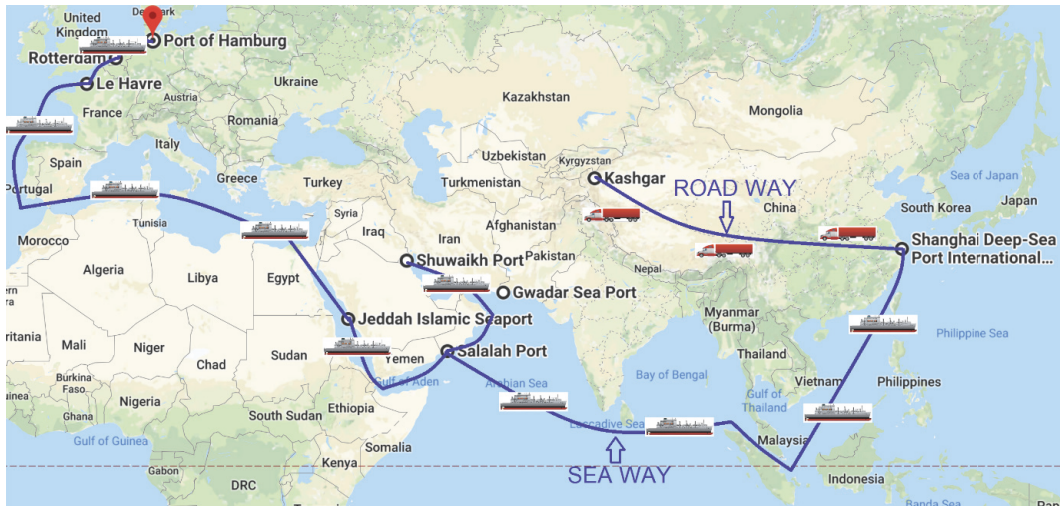 United
Kingdom
Denmark
Port of Hamburg
Rotterdam
Le Havre
Ukraine
Austria
France
Romania
Italy
Spain
Portugal
Greece
Turkey
Kazakhstan
Mongolia
Uzbekistan
Kyrgyzstan
Turkmenistan
Kashgar
ROAD WAY
China
Sea of Japan
South Korea
Japan
Tunisia
Syria
Morocco
Iraq
Iran
Afghanistan
Shanghai Deep-Sea
Port International...
Algeria
Libya
Egypt
Shuwaikh Port
Pakistan
Nepal
Gwadar Sea Port
ern
ara
Jeddah Islamic Seaport
Myanmar
(Burma)
Philippine Sea
uritania
Mali
Niger
Chad
Sudan
Yemen
Salalah Port
Thailand
Gulf of Aden
Arabian Sea
Bay of Bengal
Vietnam
Philippines
Burkina
Faso
uinea
Ghana
Nigeria
South Sudan
Ethiopia
Gulf of
Thailand
Laccadive Sea
Gulf of Guinea
Somalia
Malaysia
Gabon
Kenya
DRC
SEA WAY
Indonesia
Banda Sea
Pap